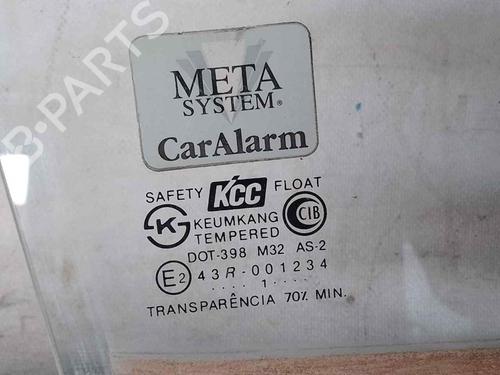 META
SYSTEM®
CarAlarm
SAFETY KCC FLOAT
K KEUMKANG CIB
TEMPERED
DOT-398 M32 AS-2
E2 43R-001234
.... 1 ....
TRANSPARÊNCIA 70% MIN.
B-PARTS